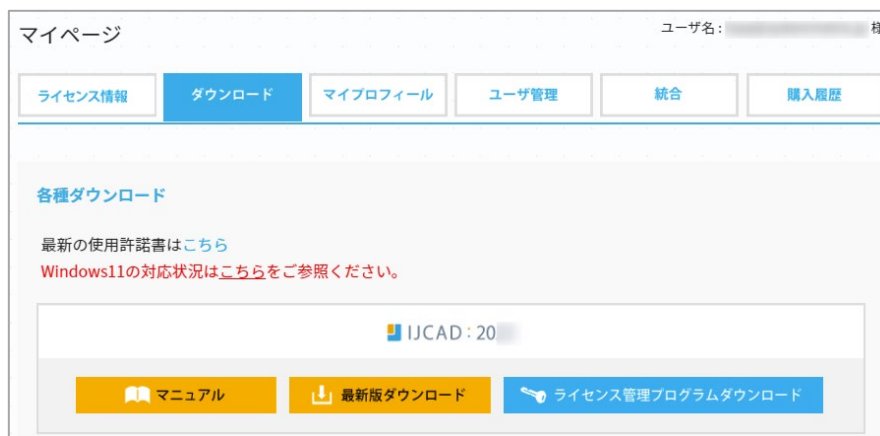 マイページ
ユーザ名: 様
ライセンス情報 ダウンロード マイプロフィール ユーザ管理 統合 購入履歴
各種ダウンロード
最新の使用許諾書はこちら
Windows11の対応状況はこちらをご参照ください。
IJCAD:20
マニュアル 最新版ダウンロード ライセンス管理プログラムダウンロード